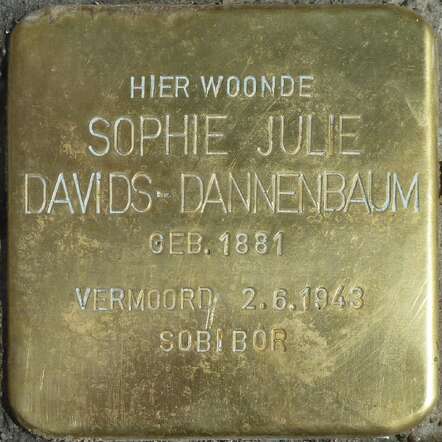 HIER WOONDE
SOPHIE JULIE
DAVIDS-DANNENBAUM
GEB. 1881
VERMOORD 2.6.1943
SOBIBOR